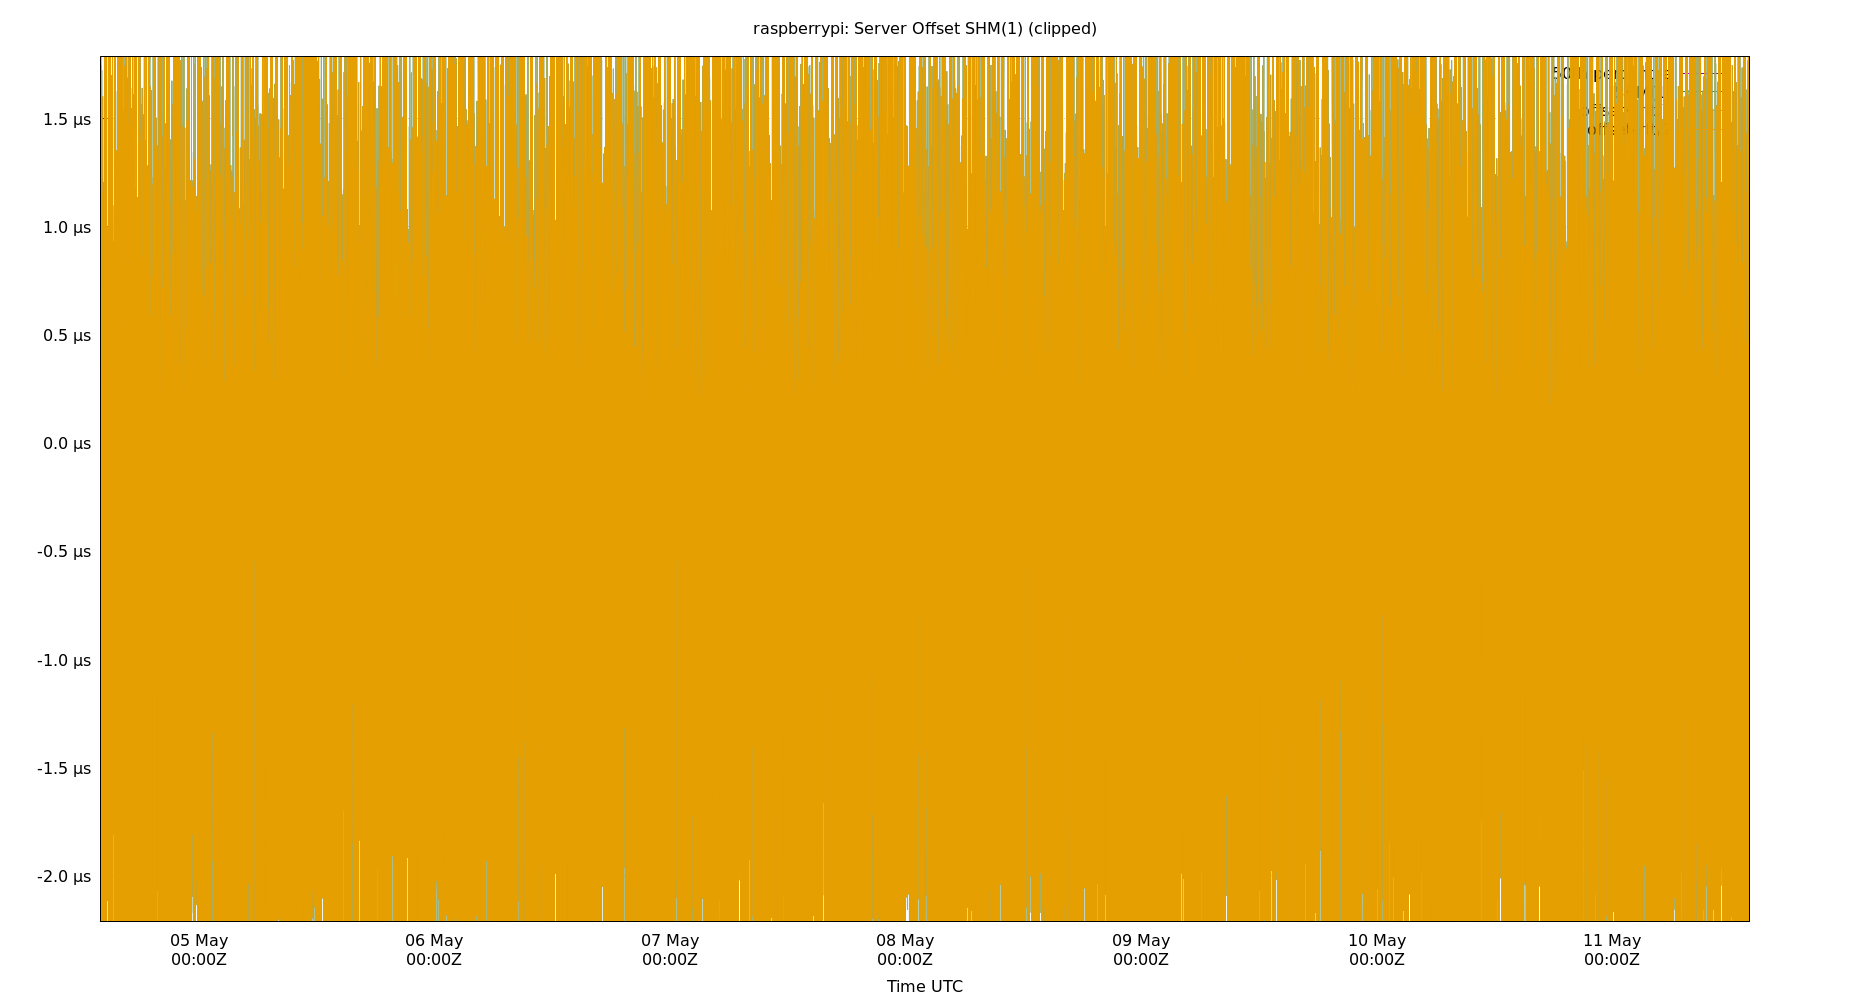 raspberrypi: Server Offset SHM(1) (clipped)
1.5 µs
1.0 µs
0.5 µs
0.0 µs
-0.5 µs
-1.0 µs
-1.5 µs
-2.0 µs
05 May 06 May 07 May 08 May 09 May 10 May 11 May
00:00Z 00:00Z 00:00Z 00:00Z 00:00Z 00:00Z 00:00Z
Time UTC